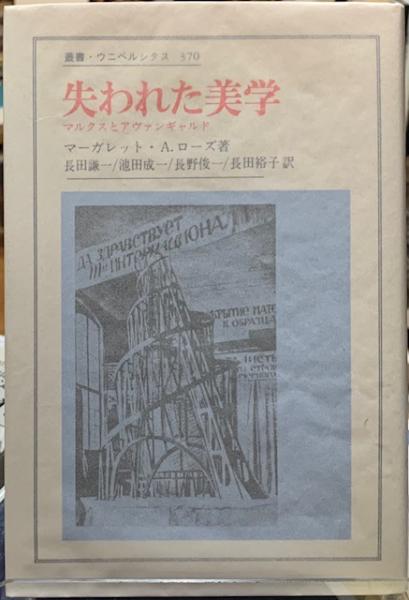 叢書・ウニベルシタス 370
失われた美学
マルクスとアヴァンギャルド
マーガレット・A.ローズ著
長田謙一/池田成一/長野俊一/長田裕子 訳
ДА ЗДРАВСТВУЕТ
ИНТЕРНАЦИОНАЛ